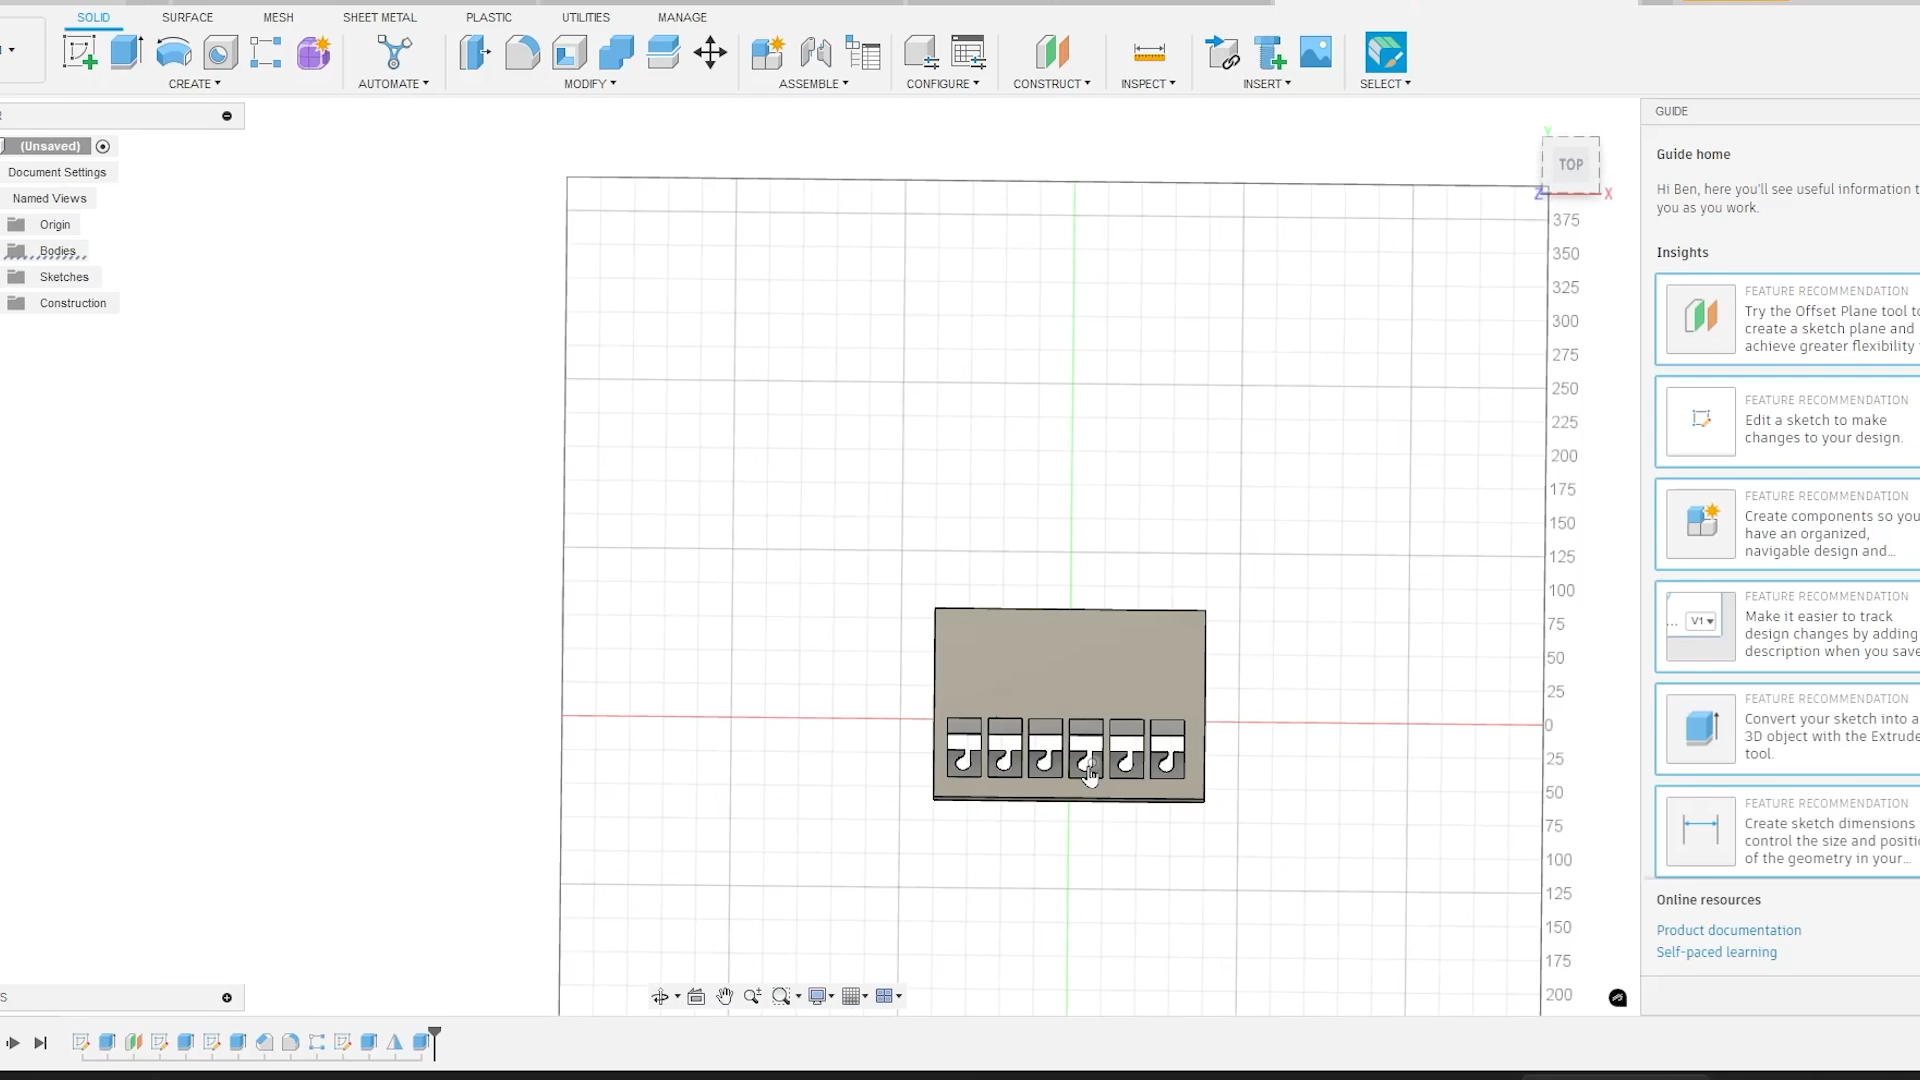 SOLID SURFACE MESH SHEET METAL PLASTIC UTILITIES MANAGE
CREATE AUTOMATE MODIFY ASSEMBLE CONFIGURE CONSTRUCT INSPECT INSERT SELECT
(Unsaved)
Document Settings
Named Views
Origin
Bodies
Sketches
Construction
Y
TOP
Z X
375
350
325
300
275
250
225
200
175
150
125
100
75
50
25
0
25
50
75
100
125
150
175
200
GUIDE
Guide home
Hi Ben, here you'll see useful information t
you as you work.
Insights
FEATURE RECOMMENDATION
Try the Offset Plane tool to
create a sketch plane and
achieve greater flexibility
FEATURE RECOMMENDATION
Edit a sketch to make
changes to your design.
FEATURE RECOMMENDATION
Create components so you
have an organized,
navigable design and...
FEATURE RECOMMENDATION
... V1
Make it easier to track
design changes by adding
description when you save
FEATURE RECOMMENDATION
Convert your sketch into a
3D object with the Extrude
tool.
FEATURE RECOMMENDATION
Create sketch dimensions
control the size and positi
of the geometry in your...
Online resources
Product documentation
Self-paced learning